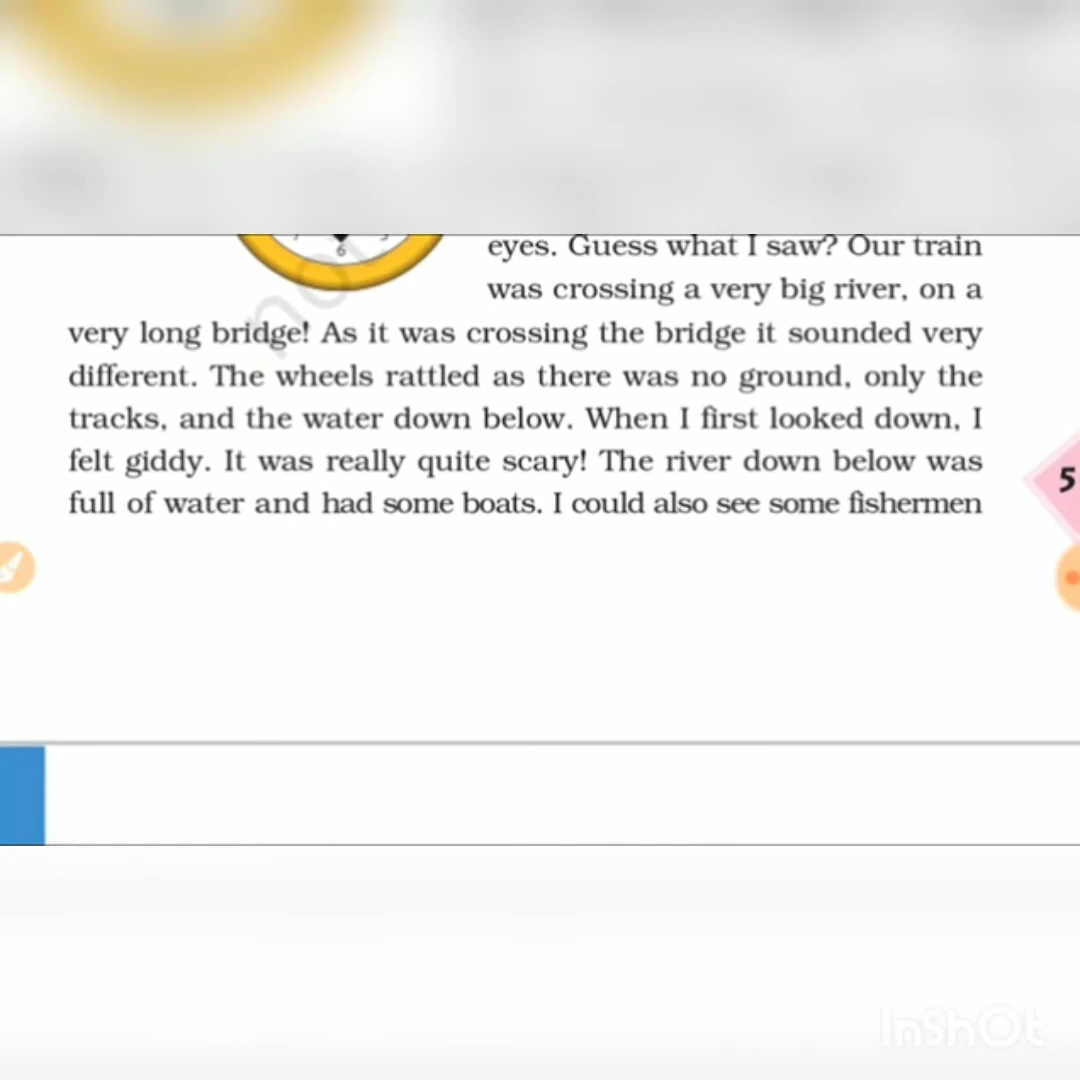 eyes. Guess what I saw? Our train
was crossing a very big river, on a
very long bridge! As it was crossing the bridge it sounded very
different. The wheels rattled as there was no ground, only the
tracks, and the water down below. When I first looked down, I
felt giddy. It was really quite scary! The river down below was
full of water and had some boats. I could also see some fishermen
6
not
5
InShOt